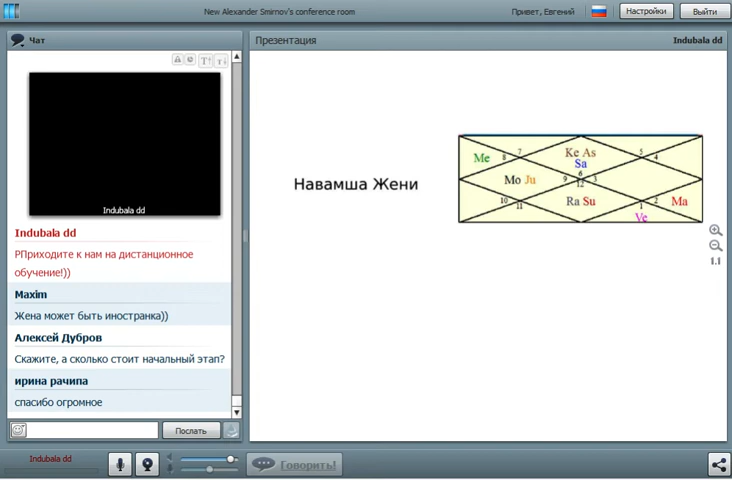 New Alexander Smirnov's conference room
Привет, Евгений
Настройки
Выйти
Чат
Indubala dd
Indubala dd
РПриходите к нам на дистанционное
обучение!))
Maxim
Жена может быть иностранка))
Алексей Дубров
Скажите, а сколько стоит начальный этап?
ирина рачипа
спасибо огромное
Послать
Indubala dd
Говорить!
Презентация
Indubala dd
Навамша Жени
7 Ke As 5
Me 8 Sa 4
6
Mo Ju 9 3
12
10 Ra Su 1 2 Ma
11
Ve
1:1